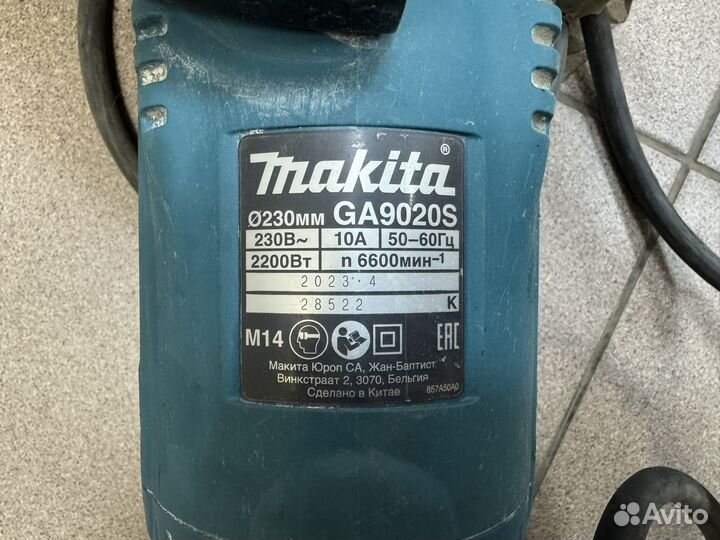 makita®
Ø230мм GA9020S
230В~ 10А 50–60Гц
2200Вт n 6600мин⁻¹
2023·4
28522 K
M14 EAC
Макита Юроп СА, Жан-Баптист
Винкстраат 2, 3070, Бельгия
Сделано в Китае 857A50A0
Avito